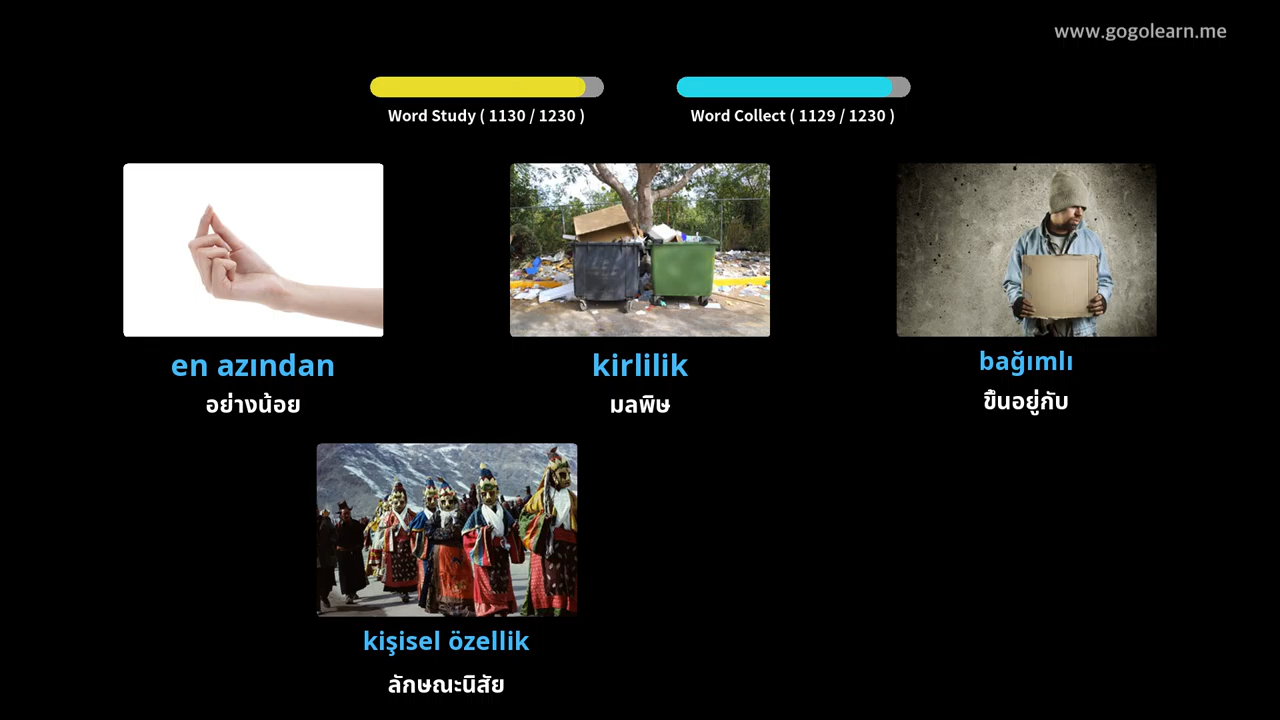 www.gogolearn.me
Word Study ( 1130 / 1230 )
Word Collect ( 1129 / 1230 )
en azından
อย่างน้อย
kirlilik
มลพิษ
bağımlı
ขึ้นอยู่กับ
kişisel özellik
ลักษณะนิสัย